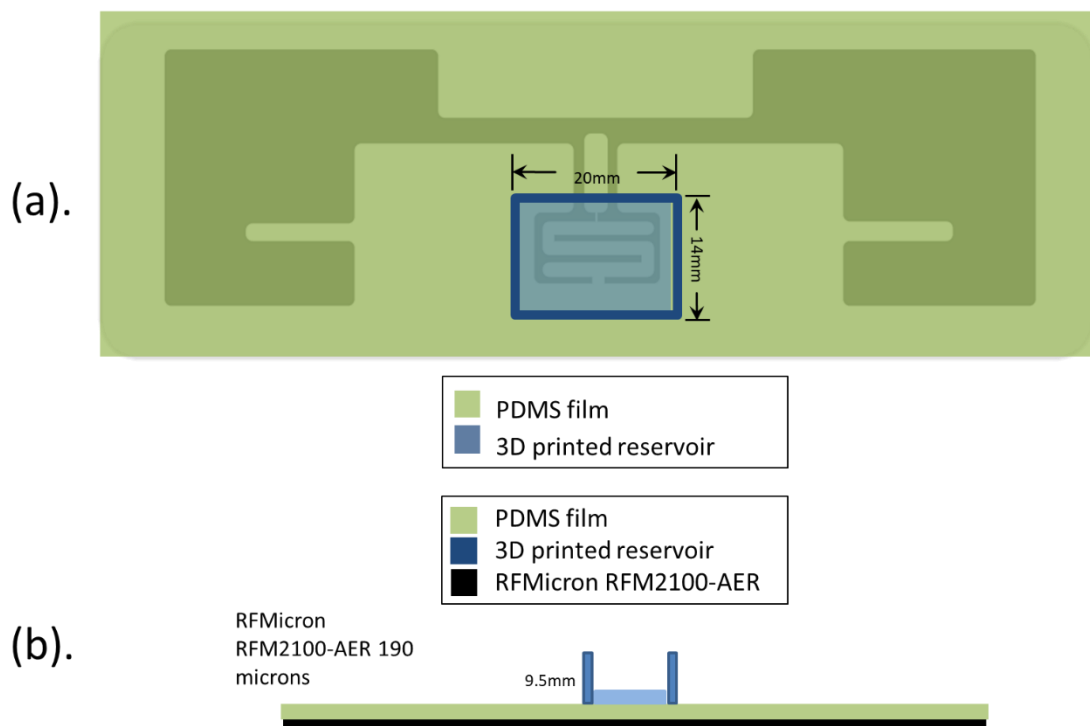 (a).
20mm
14mm
PDMS film
3D printed reservoir
PDMS film
3D printed reservoir
RFMicron RFM2100-AER
(b).
RFMicron
RFM2100-AER 190
microns
9.5mm